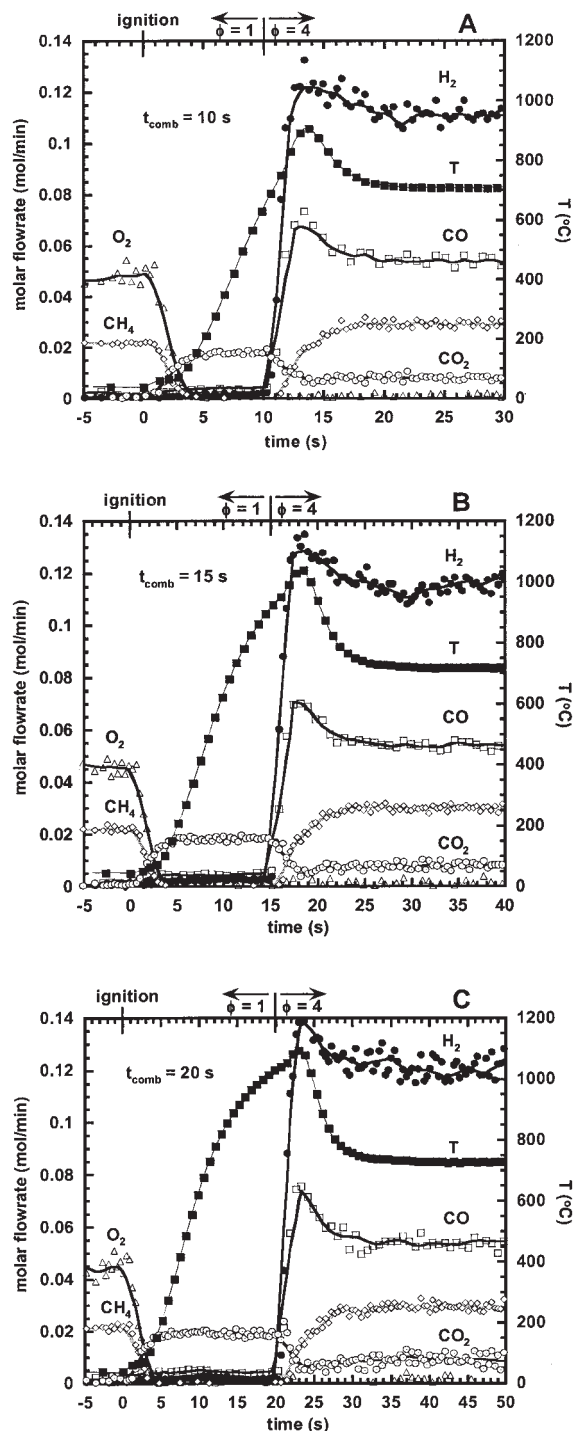 ignition
ϕ = 1
ϕ = 4
A
0.14
0.12
0.1
0.08
0.06
0.04
0.02
0
molar flowrate (mol/min)
t comb = 10 s
H2
T
CO
O2
CH4
CO2
1200
1000
800
600
400
200
0
T (°C)
-5 0 5 10 15 20 25 30
time (s)
ignition
ϕ = 1
ϕ = 4
B
0.14
0.12
0.1
0.08
0.06
0.04
0.02
0
molar flowrate (mol/min)
t comb = 15 s
H2
T
CO
O2
CH4
CO2
1200
1000
800
600
400
200
0
T (°C)
-5 0 5 10 15 20 25 30 35 40
time (s)
ignition
ϕ = 1
ϕ = 4
C
0.14
0.12
0.1
0.08
0.06
0.04
0.02
0
molar flowrate (mol/min)
t comb = 20 s
H2
T
CO
O2
CH4
CO2
1200
1000
800
600
400
200
0
T (°C)
-5 0 5 10 15 20 25 30 35 40 45 50
time (s)